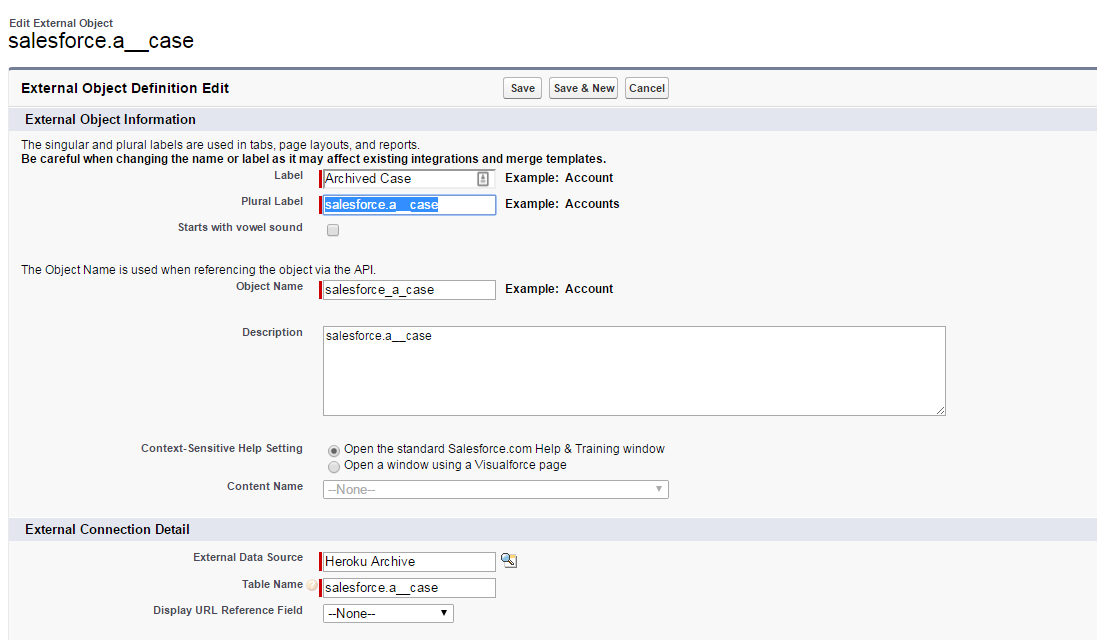 Edit External Object
salesforce.a__case
External Object Definition Edit Save Save & New Cancel
External Object Information
The singular and plural labels are used in tabs, page layouts, and reports.
Be careful when changing the name or label as it may affect existing integrations and merge templates.
Label Archived Case Example: Account
Plural Label salesforce.a__case Example: Accounts
Starts with vowel sound
The Object Name is used when referencing the object via the API.
Object Name salesforce_a_case Example: Account
Description salesforce.a__case
Context-Sensitive Help Setting Open the standard Salesforce.com Help & Training window
Open a window using a Visualforce page
Content Name --None--
External Connection Detail
External Data Source Heroku Archive
Table Name ? salesforce.a__case
Display URL Reference Field --None--